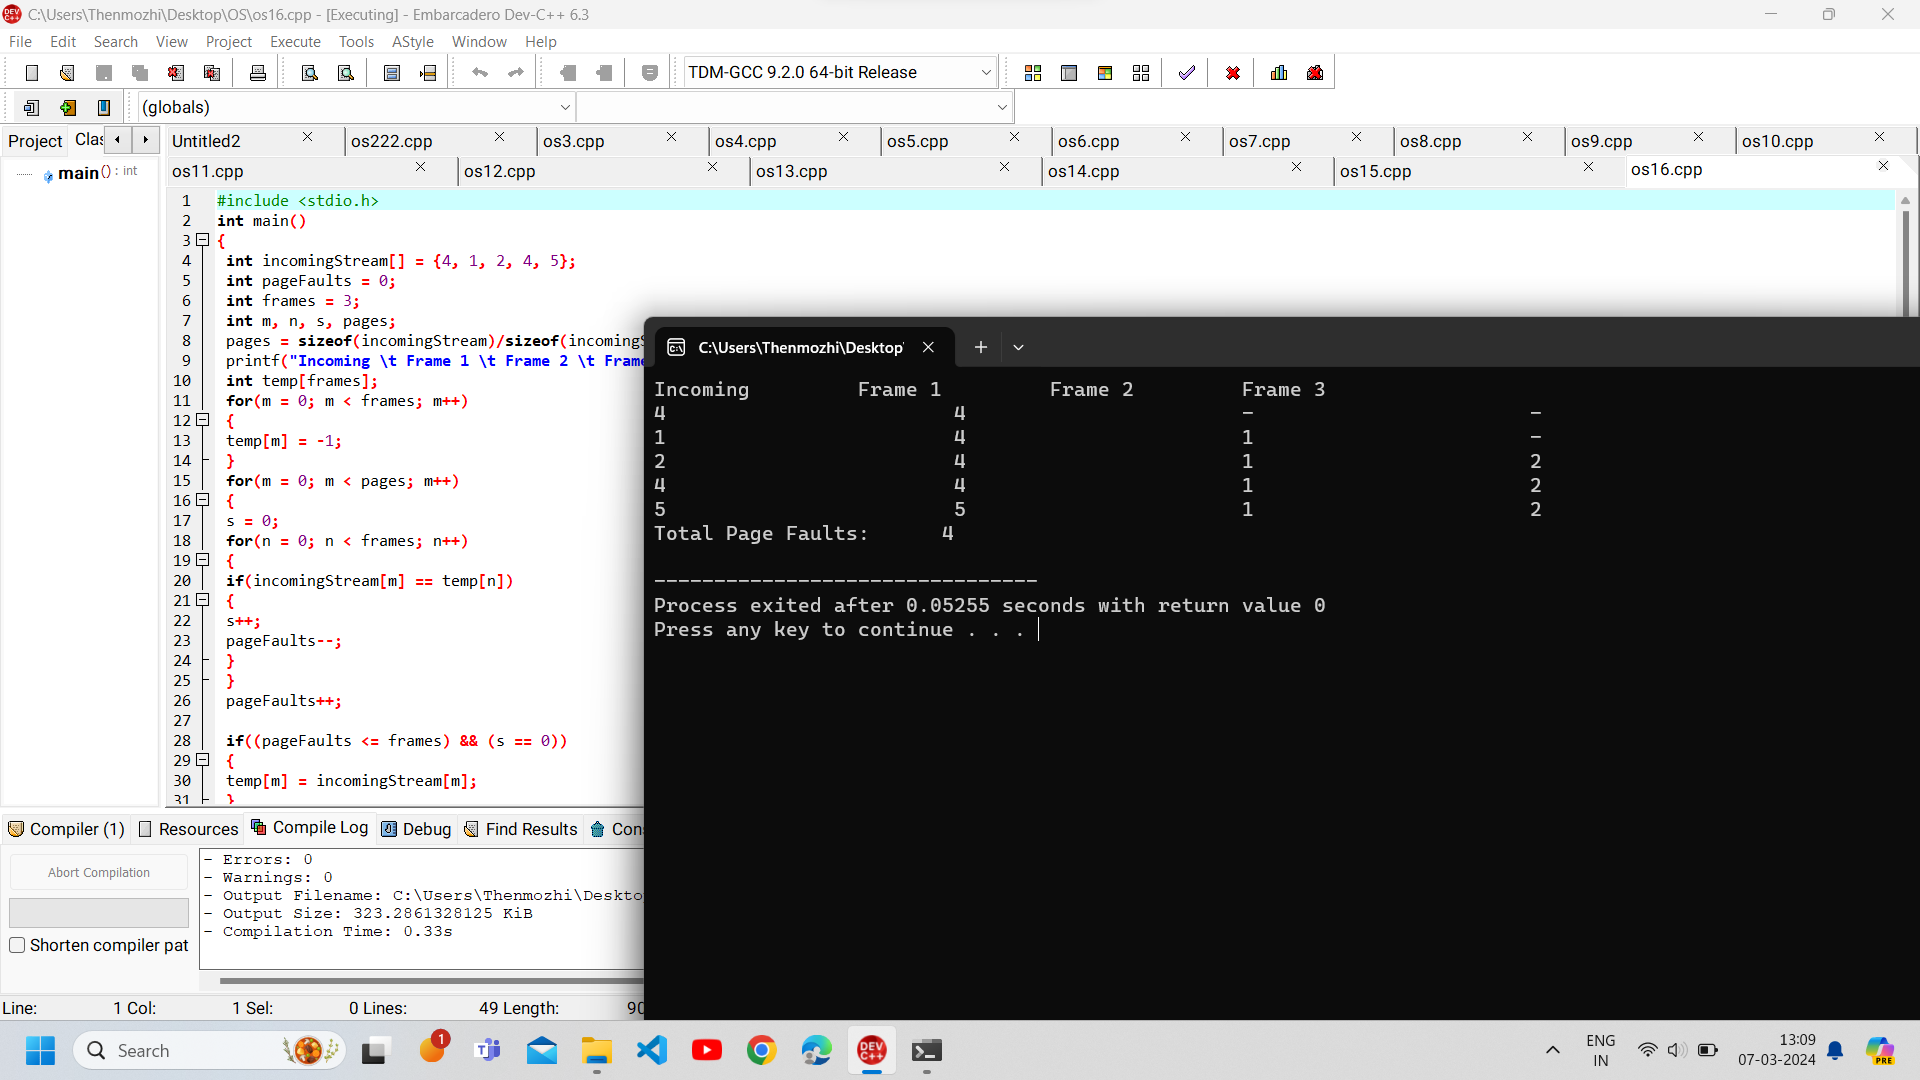 C:\Users\Thenmozhi\Desktop\OS\os16.cpp - [Executing] - Embarcadero Dev-C++ 6.3
File Edit Search View Project Execute Tools AStyle Window Help
TDM-GCC 9.2.0 64-bit Release
(globals)
Project Clas
Untitled2 os222.cpp os3.cpp os4.cpp os5.cpp os6.cpp os7.cpp os8.cpp os9.cpp os10.cpp
os11.cpp os12.cpp os13.cpp os14.cpp os15.cpp os16.cpp
main() : int
1 #include <stdio.h>
2 int main()
3 {
4 int incomingStream[] = {4, 1, 2, 4, 5};
5 int pageFaults = 0;
6 int frames = 3;
7 int m, n, s, pages;
8 pages = sizeof(incomingStream)/sizeof(incomingS
9 printf("Incoming \t Frame 1 \t Frame 2 \t Frame
10 int temp[frames];
11 for(m = 0; m < frames; m++)
12 {
13 temp[m] = -1;
14 }
15 for(m = 0; m < pages; m++)
16 {
17 s = 0;
18 for(n = 0; n < frames; n++)
19 {
20 if(incomingStream[m] == temp[n])
21 {
22 s++;
23 pageFaults--;
24 }
25 }
26 pageFaults++;
27
28 if((pageFaults <= frames) && (s == 0))
29 {
30 temp[m] = incomingStream[m];
31 }
C:\Users\Thenmozhi\Desktop\
Incoming Frame 1 Frame 2 Frame 3
4 4 - -
1 4 1 -
2 4 1 2
4 4 1 2
5 5 1 2
Total Page Faults: 4
--------------------------------
Process exited after 0.05255 seconds with return value 0
Press any key to continue . . .
Compiler (1) Resources Compile Log Debug Find Results Con
Abort Compilation
Shorten compiler pat
- Errors: 0
- Warnings: 0
- Output Filename: C:\Users\Thenmozhi\Deskto
- Output Size: 323.2861328125 KiB
- Compilation Time: 0.33s
Line: 1 Col: 1 Sel: 0 Lines: 49 Length: 90
Search
1
DEV C++
ENG
IN
13:09
07-03-2024
PRE